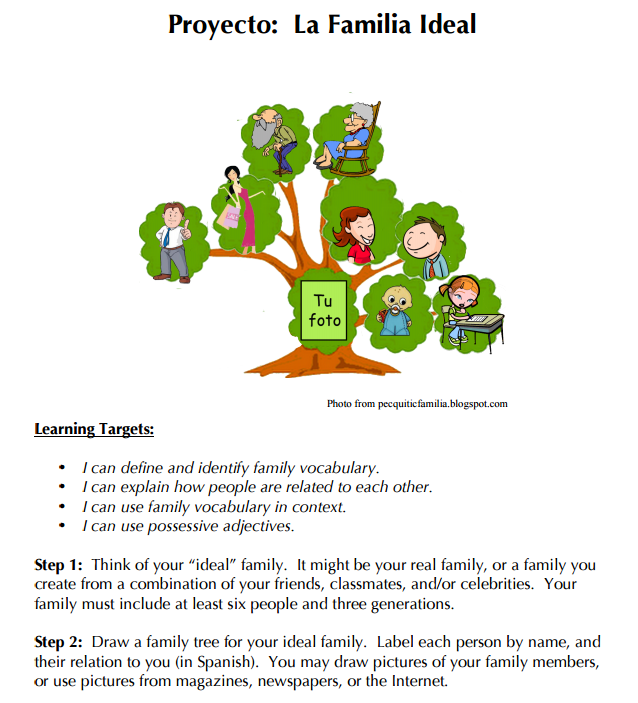 Proyecto: La Familia Ideal
Tu
foto
Photo from pecquiticfamilia.blogspot.com
Learning Targets:
• I can define and identify family vocabulary.
• I can explain how people are related to each other.
• I can use family vocabulary in context.
• I can use possessive adjectives.
Step 1: Think of your “ideal” family. It might be your real family, or a family you
create from a combination of your friends, classmates, and/or celebrities. Your
family must include at least six people and three generations.
Step 2: Draw a family tree for your ideal family. Label each person by name, and
their relation to you (in Spanish). You may draw pictures of your family members,
or use pictures from magazines, newspapers, or the Internet.